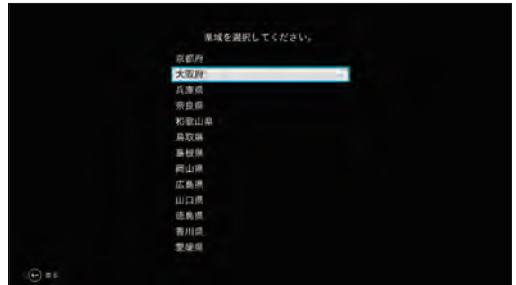 県域を選択してください。
京都府
大阪府
兵庫県
奈良県
和歌山県
鳥取県
島根県
岡山県
広島県
山口県
徳島県
香川県
愛媛県
戻る